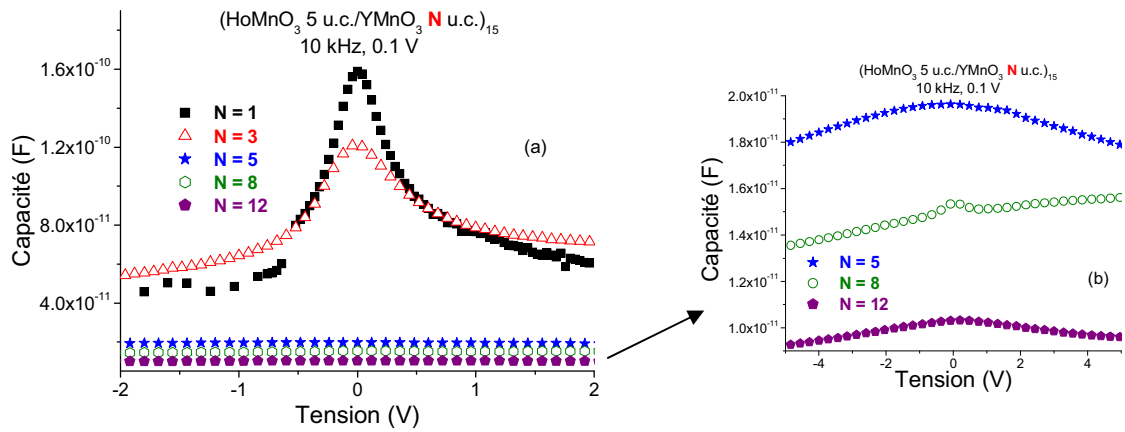 (HoMnO₃ 5 u.c./YMnO₃ N u.c.)₁₅
10 kHz, 0.1 V
1.6x10⁻¹⁰
1.2x10⁻¹⁰
8.0x10⁻¹¹
4.0x10⁻¹¹
Capacité (F)
N = 1
N = 3
N = 5
N = 8
N = 12
(a)
-2 -1 0 1 2
Tension (V)
(HoMnO₃ 5 u.c./YMnO₃ N u.c.)₁₅
10 kHz, 0.1 V
2.0x10⁻¹¹
1.8x10⁻¹¹
1.6x10⁻¹¹
1.4x10⁻¹¹
1.2x10⁻¹¹
1.0x10⁻¹¹
Capacité (F)
N = 5
N = 8
N = 12
(b)
-4 -2 0 2 4
Tension (V)